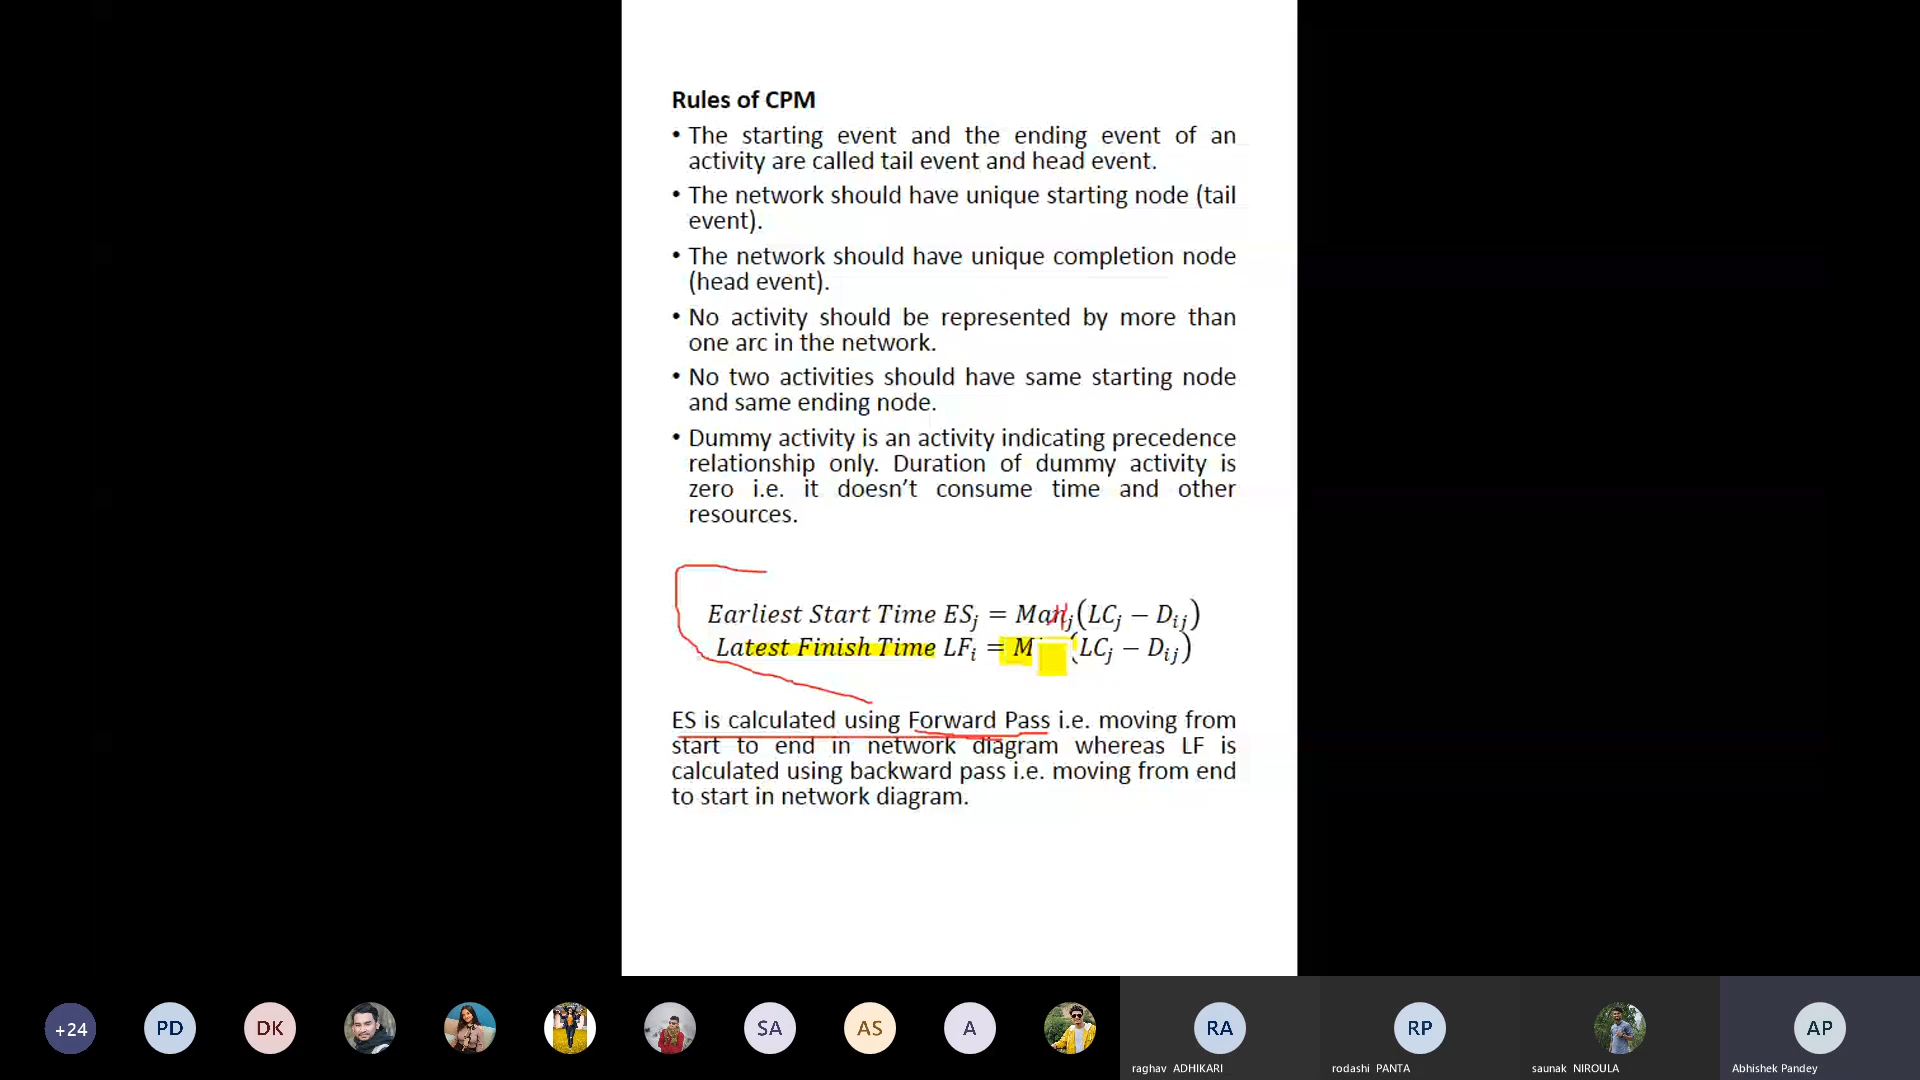 Rules of CPM
• The starting event and the ending event of an
activity are called tail event and head event.
• The network should have unique starting node (tail
event).
• The network should have unique completion node
(head event).
• No activity should be represented by more than
one arc in the network.
• No two activities should have same starting node
and same ending node.
• Dummy activity is an activity indicating precedence
relationship only. Duration of dummy activity is
zero i.e. it doesn’t consume time and other
resources.
Earliest Start Time ESj = Manj(LCj − Dij)
Latest Finish Time LFi = M (LCj − Dij)
ES is calculated using Forward Pass i.e. moving from
start to end in network diagram whereas LF is
calculated using backward pass i.e. moving from end
to start in network diagram.
+24 PD DK SA AS A RA RP AP
raghav ADHIKARI rodashi PANTA saunak NIROULA Abhishek Pandey